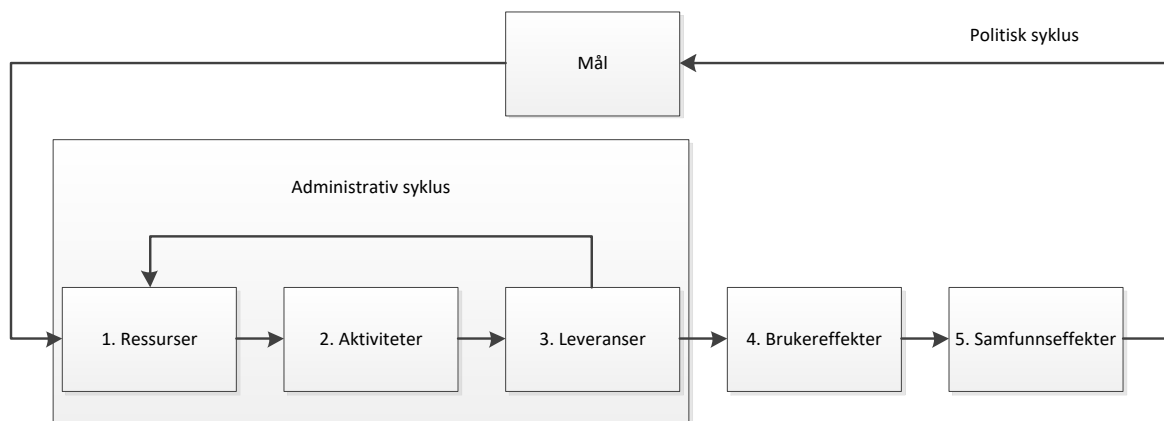 Politisk syklus
Mål
Administrativ syklus
1. Ressurser
2. Aktiviteter
3. Leveranser
4. Brukereffekter
5. Samfunnseffekter